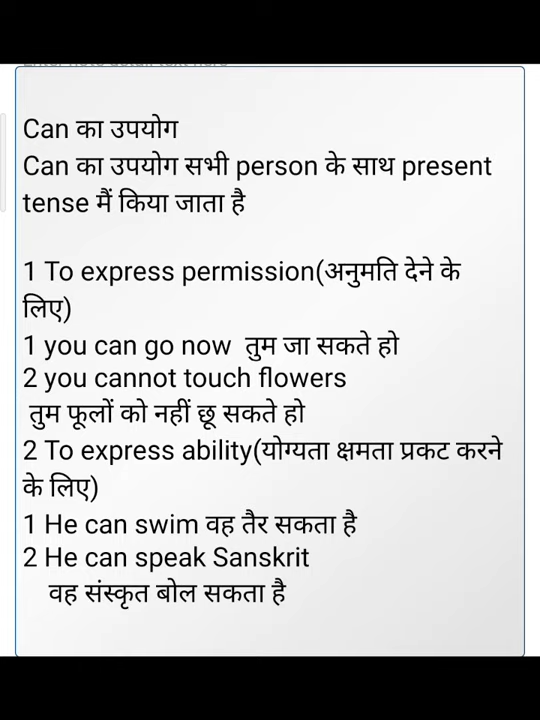 Can का उपयोग
Can का उपयोग सभी person के साथ present
tense मैं किया जाता है
1 To express permission(अनुमति देने के
लिए)
1 you can go now तुम जा सकते हो
2 you cannot touch flowers
तुम फूलों को नहीं छू सकते हो
2 To express ability(योग्यता क्षमता प्रकट करने
के लिए)
1 He can swim वह तैर सकता है
2 He can speak Sanskrit
वह संस्कृत बोल सकता है